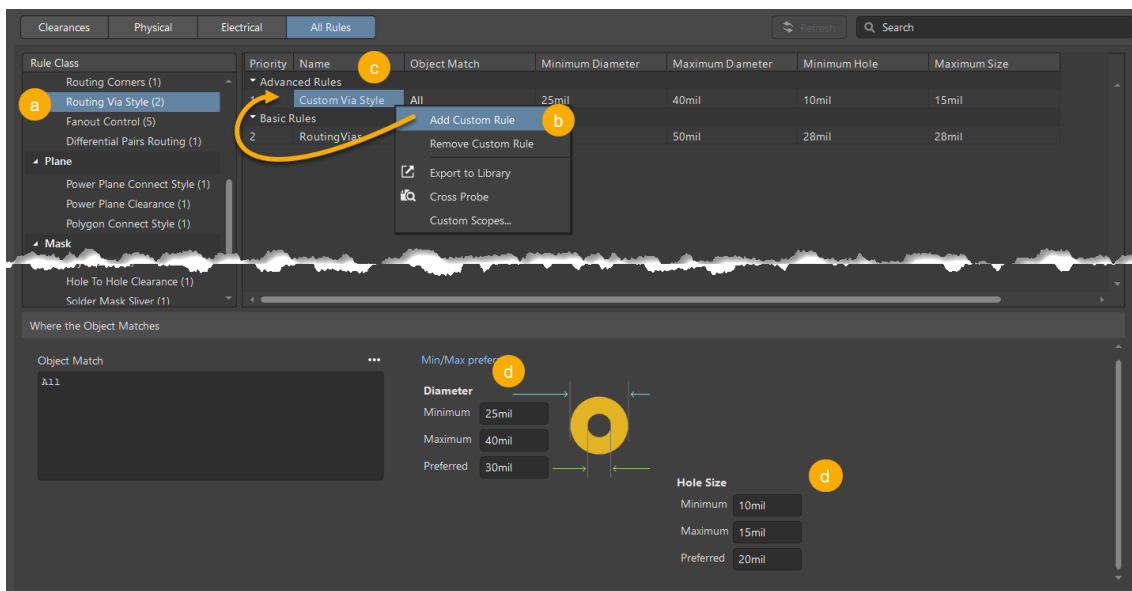 Clearances Physical Electrical All Rules Refresh Search
Rule Class
Routing Corners (1)
a
Routing Via Style (2)
Fanout Control (5)
Differential Pairs Routing (1)
Plane
Power Plane Connect Style (1)
Power Plane Clearance (1)
Polygon Connect Style (1)
Mask
Hole To Hole Clearance (1)
Solder Mask Sliver (1)
Priority Name c Object Match Minimum Diameter Maximum Diameter Minimum Hole Maximum Size
Advanced Rules
1 Custom Via Style All 25mil 40mil 10mil 15mil
Basic Rules
2 RoutingVias 50mil 28mil 28mil
Add Custom Rule b
Remove Custom Rule
Export to Library
Cross Probe
Custom Scopes...
Where the Object Matches
Object Match ...
All
Min/Max prefer
d
Diameter
Minimum 25mil
Maximum 40mil
Preferred 30mil
d
Hole Size
Minimum 10mil
Maximum 15mil
Preferred 20mil